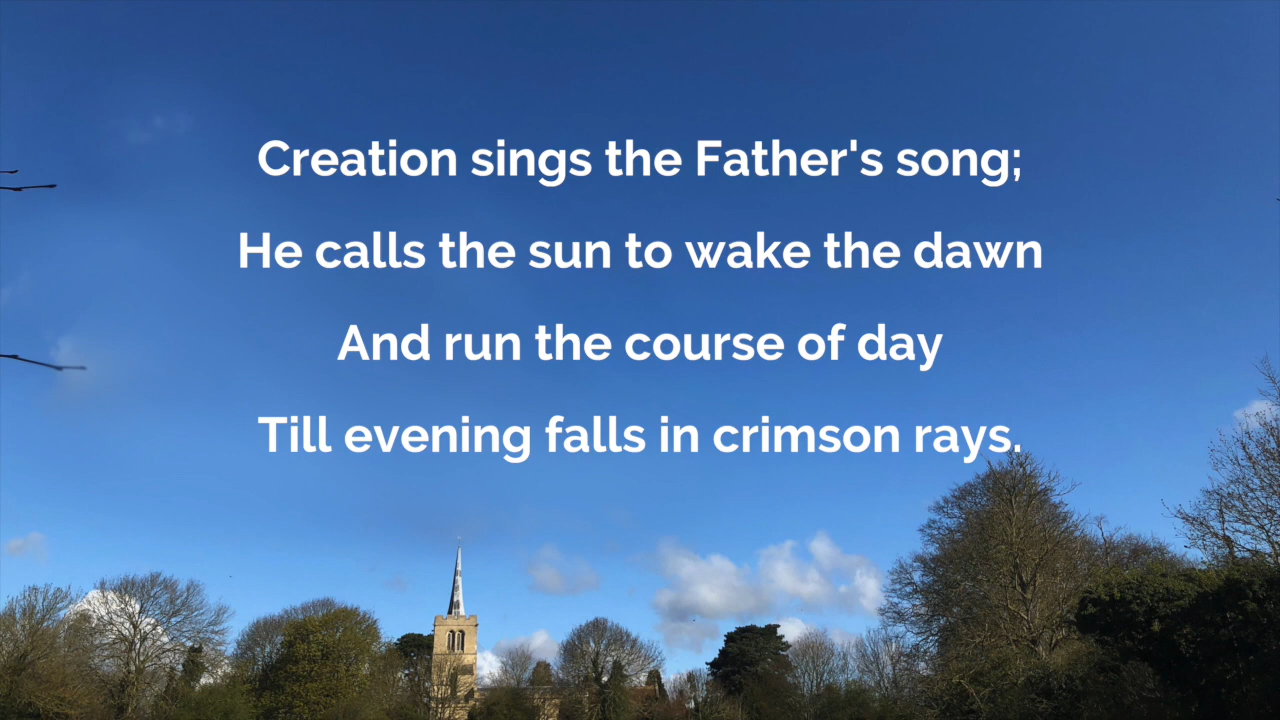 Creation sings the Father's song;
He calls the sun to wake the dawn
And run the course of day
Till evening falls in crimson rays.